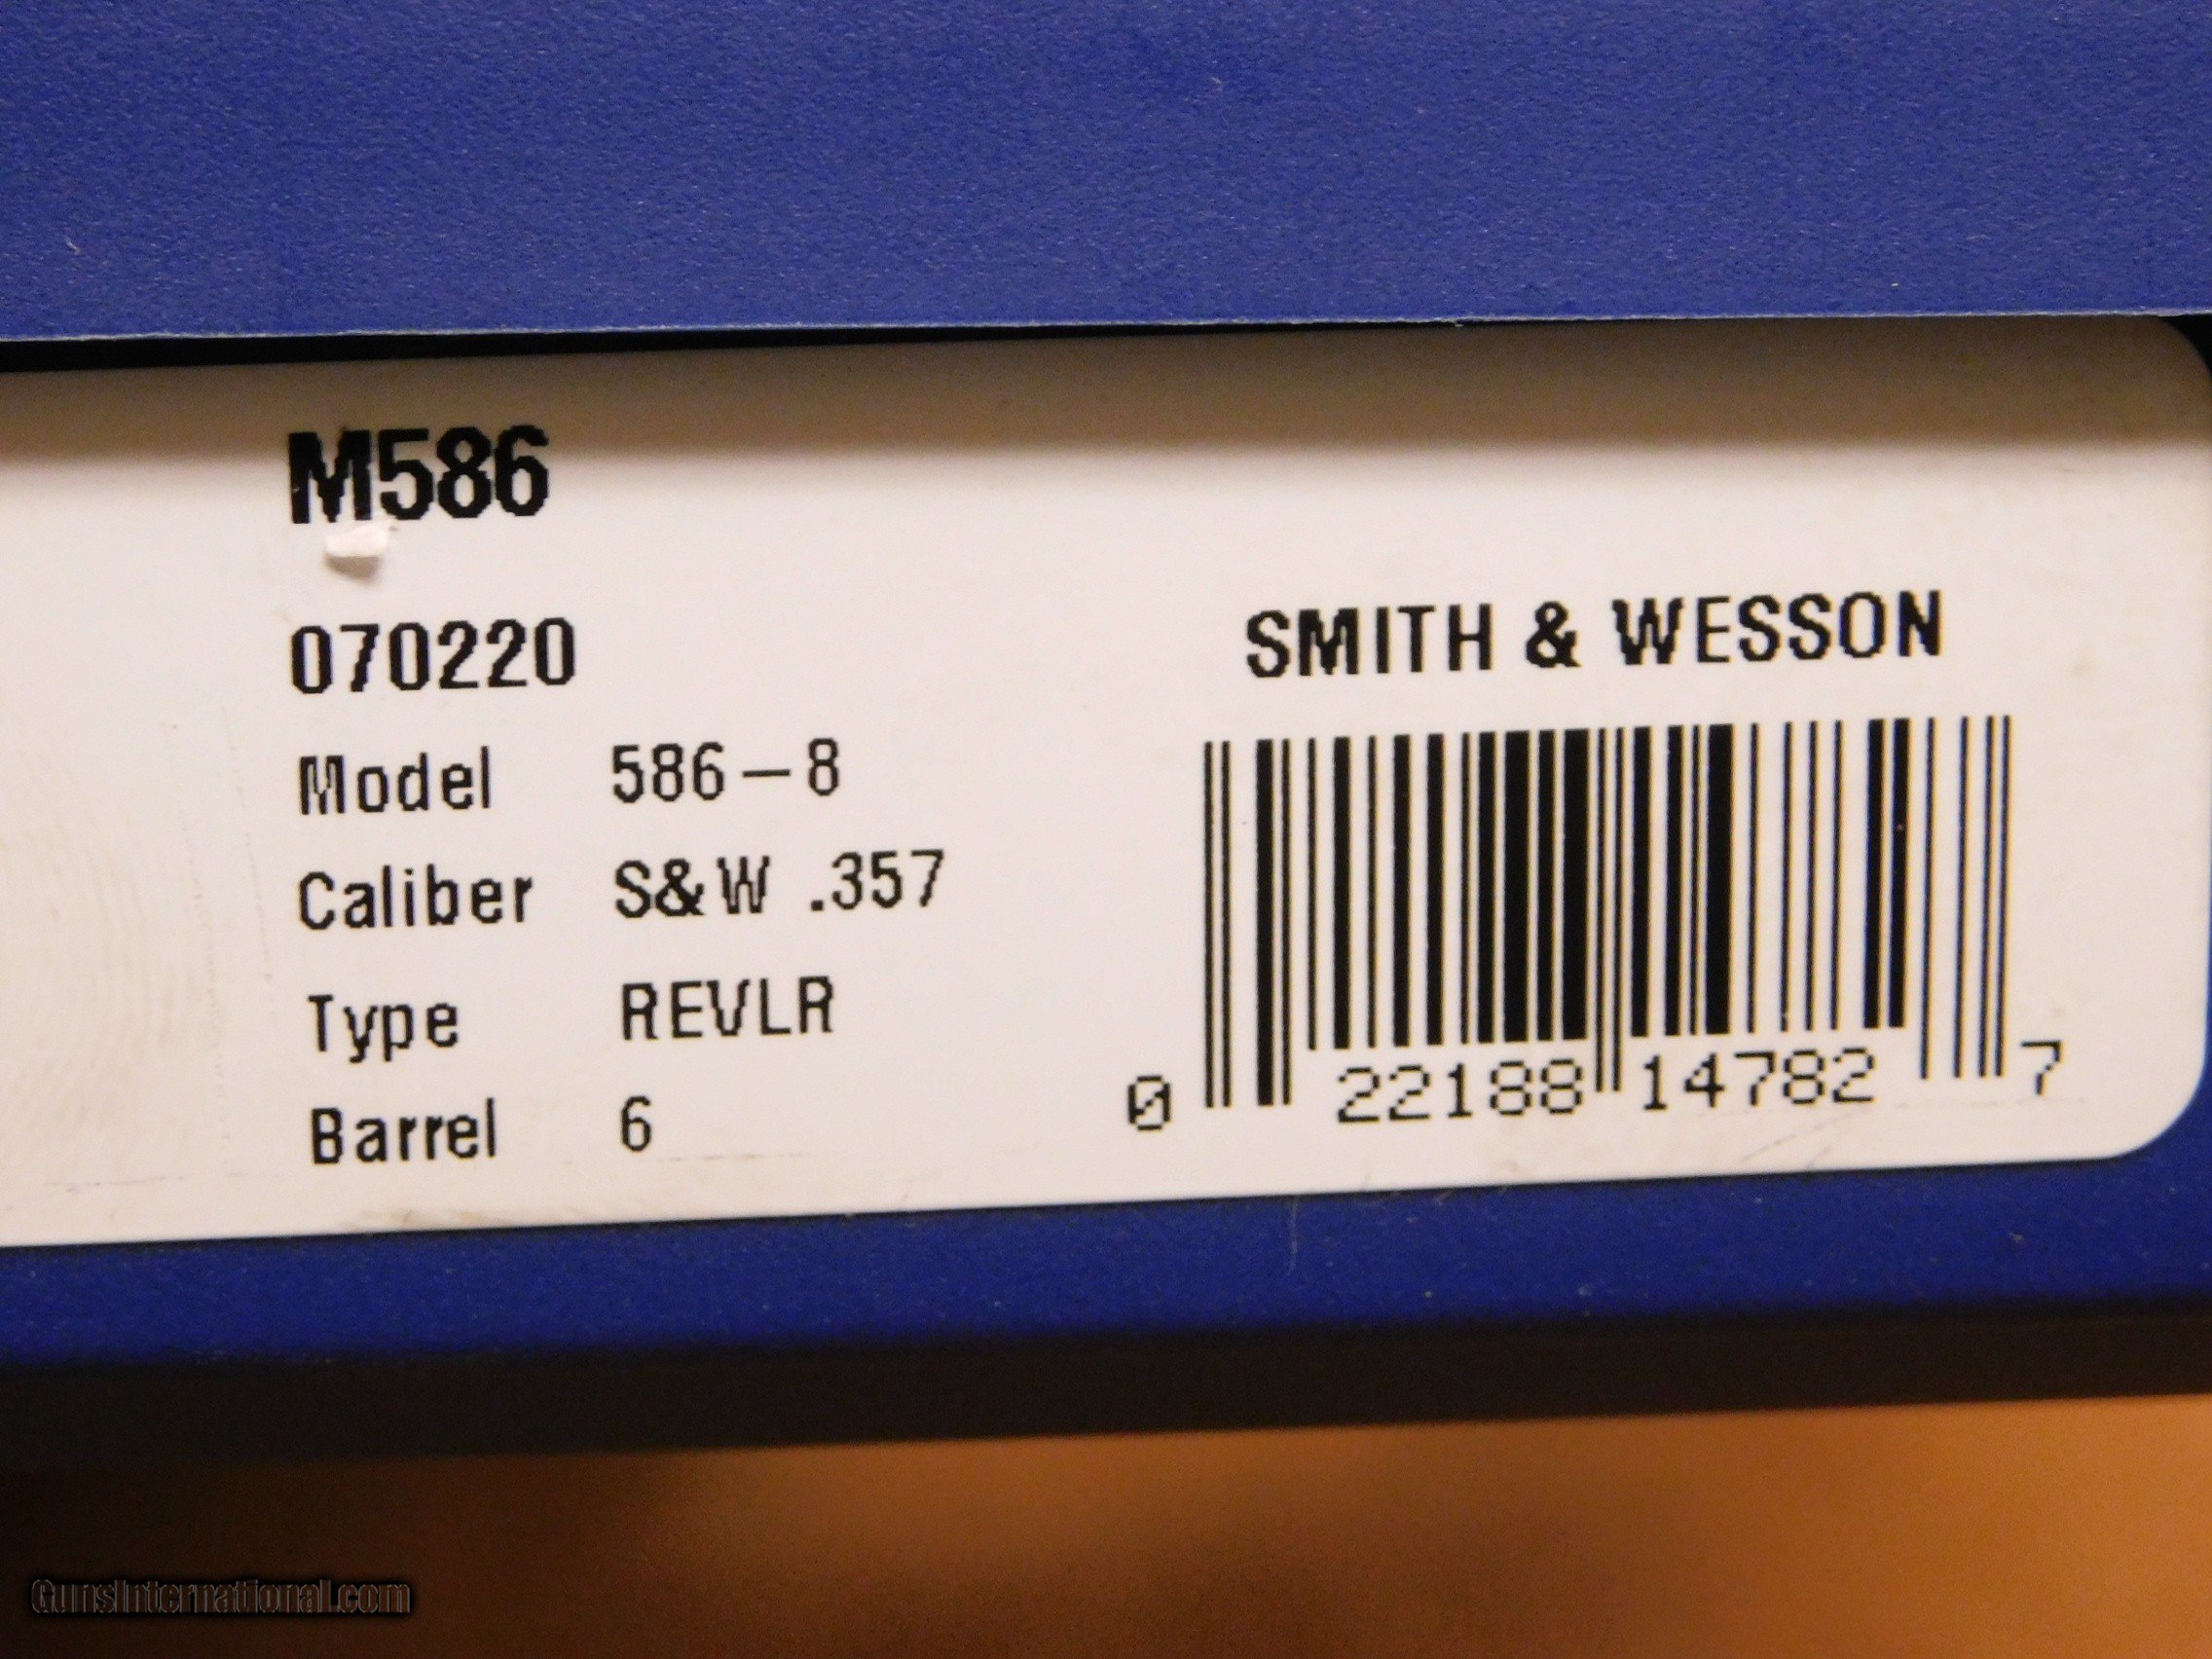 M586
070220
Model 586-8
Caliber S&W .357
Type REVLR
Barrel 6
SMITH & WESSON
0 22188 14782 7
GunsInternational.com